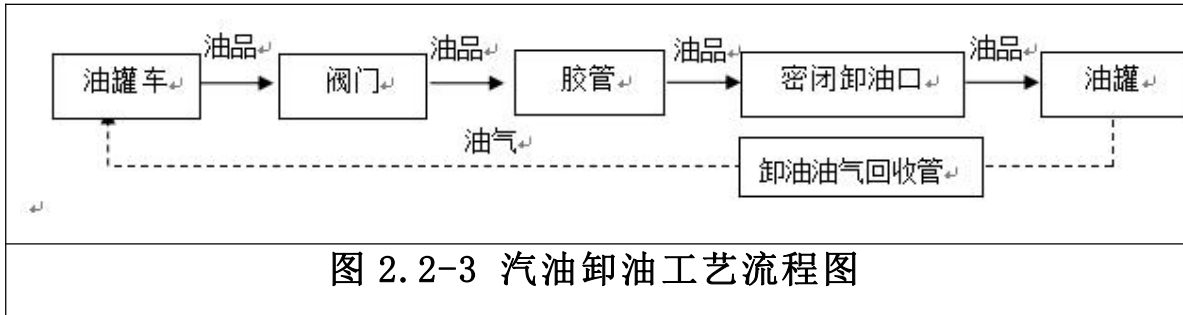 油品 油品 油品 油品
油罐车 阀门 胶管 密闭卸油口 油罐
油气
卸油油气回收管
图 2.2-3 汽油卸油工艺流程图